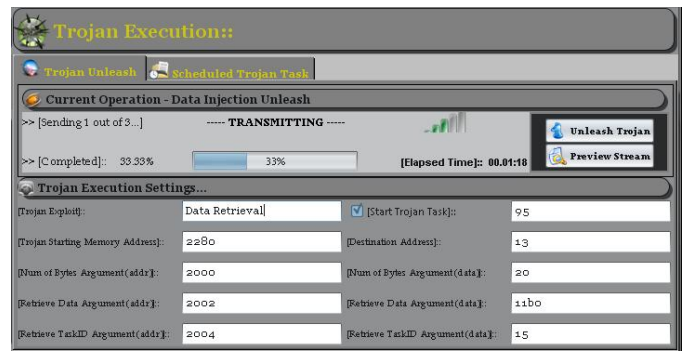 Trojan Execution::
Trojan Unleash Scheduled Trojan Task
Current Operation - Data Injection Unleash
>> [Sending 1 out of 3...] ----- TRANSMITTING -----
Unleash Trojan
>> [Completed]:: 33.33% 33% [Elapsed Time]:: 00.01:18
Preview Stream
Trojan Execution Settings...
[Trojan Exploit]:: Data Retrieval [Start Trojan Task]:: 95
[Trojan Starting Memory Address]:: 2280 [Destination Address]:: 13
[Num of Bytes Argument(addr)]:: 2000 [Num of Bytes Argument(data)]:: 20
[Retrieve Data Argument(addr)]:: 2002 [Retrieve Data Argument(data)]:: 11b0
[Retrieve TaskID Argument(addr)]:: 2004 [Retrieve TaskID Argument(data)]:: 15